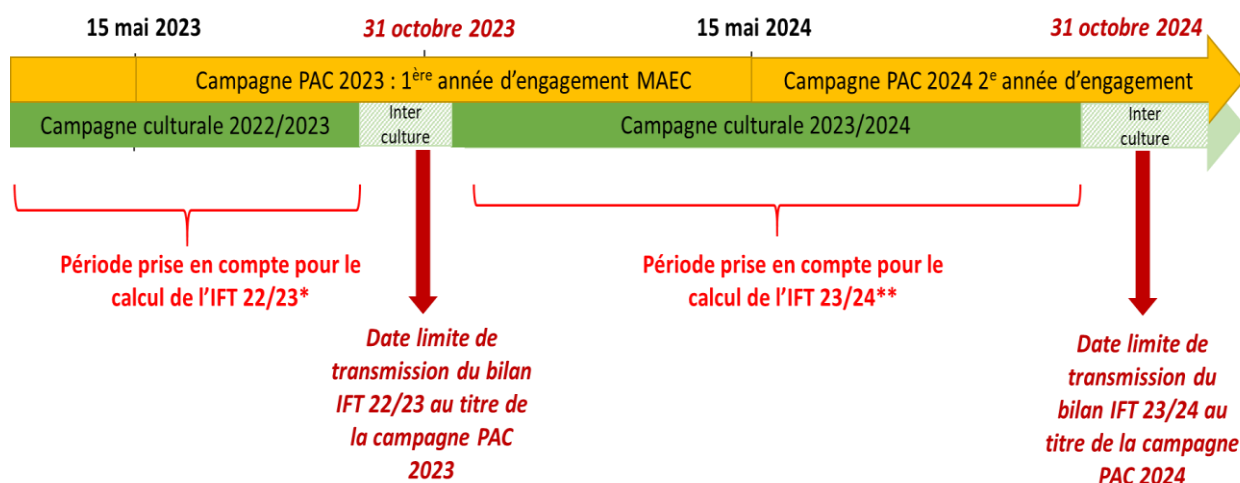 15 mai 2023
31 octobre 2023
15 mai 2024
31 octobre 2024
Campagne PAC 2023 : 1ère année d’engagement MAEC
Campagne PAC 2024 2e année d’engagement
Campagne culturale 2022/2023
Inter
culture
Campagne culturale 2023/2024
Inter
culture
Période prise en compte pour le
calcul de l’IFT 22/23*
Période prise en compte pour le
calcul de l’IFT 23/24**
Date limite de
transmission du bilan
IFT 22/23 au titre de
la campagne PAC
2023
Date limite de
transmission du
bilan IFT 23/24 au
titre de la campagne
PAC 2024